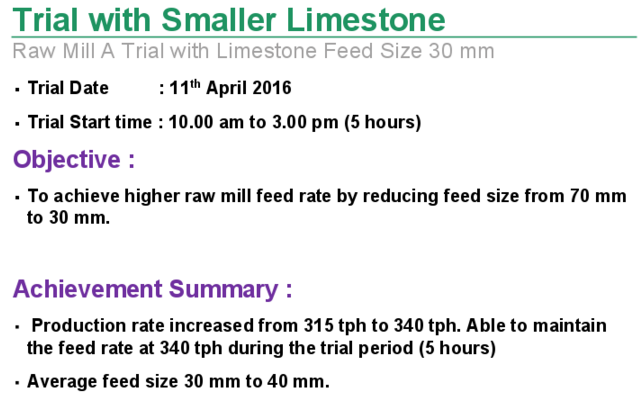 Trial with Smaller Limestone
Raw Mill A Trial with Limestone Feed Size 30 mm
▪ Trial Date : 11th April 2016
▪ Trial Start time : 10.00 am to 3.00 pm (5 hours)
Objective :
▪ To achieve higher raw mill feed rate by reducing feed size from 70 mm
to 30 mm.
Achievement Summary :
▪ Production rate increased from 315 tph to 340 tph. Able to maintain
the feed rate at 340 tph during the trial period (5 hours)
▪ Average feed size 30 mm to 40 mm.